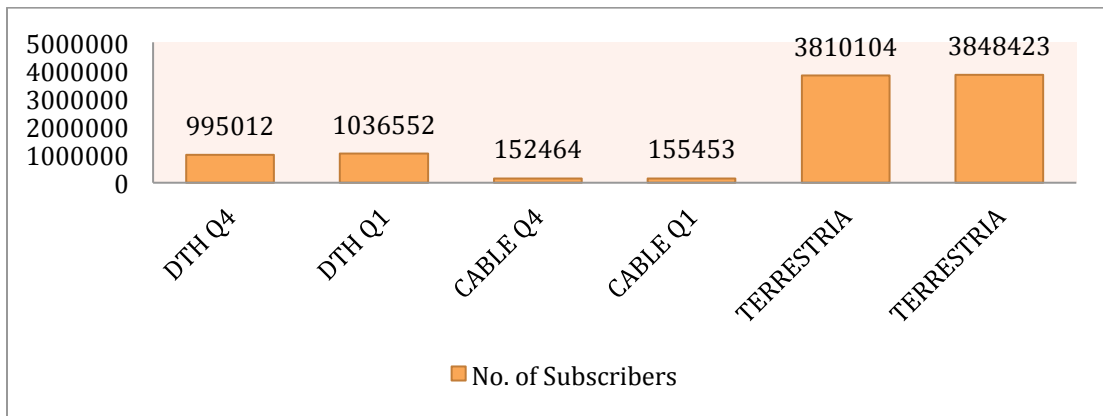 5000000
4000000
3000000
2000000
1000000
0
995012
1036552
152464
155453
3810104
3848423
DTH Q4
DTH Q1
CABLE Q4
CABLE Q1
TERRESTRIA
TERRESTRIA
No. of Subscribers